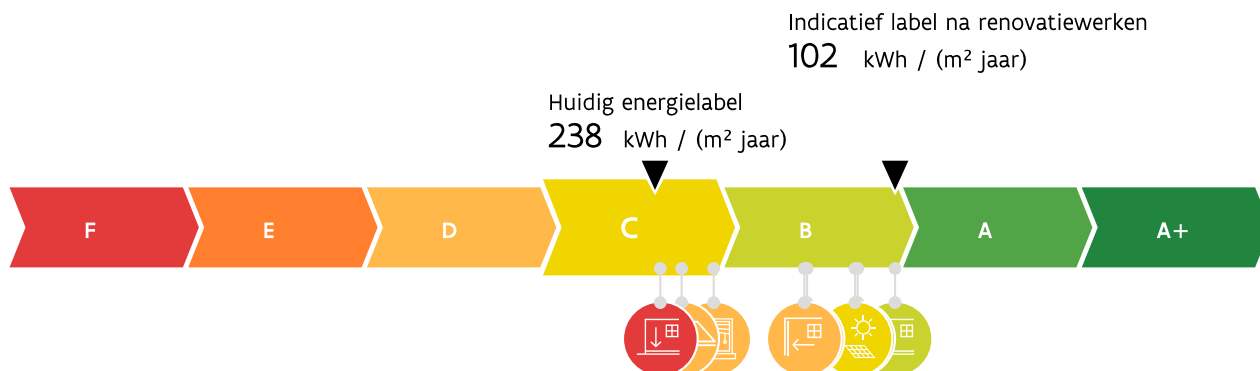 Indicatief label na renovatiewerken
102 kWh / (m² jaar)
Huidig energielabel
238 kWh / (m² jaar)
F E D C B A A+